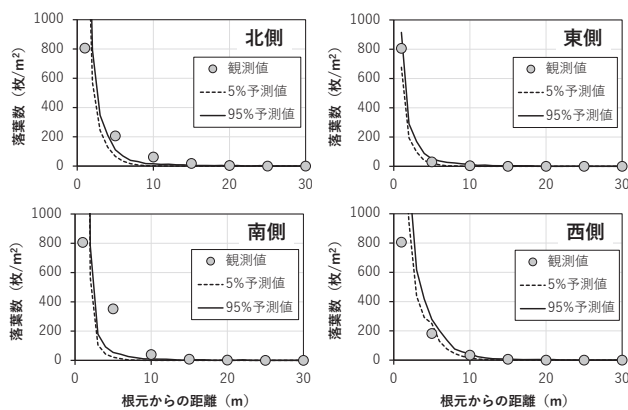 北側
落葉数（枚/m²）
1000
800
600
400
200
0
観測値
5%予測値
95%予測値
0
10
20
30
東側
落葉数（枚/m²）
1000
800
600
400
200
0
観測値
5%予測値
95%予測値
0
10
20
30
南側
落葉数（枚/m²）
1000
800
600
400
200
0
観測値
5%予測値
95%予測値
0
10
20
30
根元からの距離（m）
西側
落葉数（枚/m²）
1000
800
600
400
200
0
観測値
5%予測値
95%予測値
0
10
20
30
根元からの距離（m）